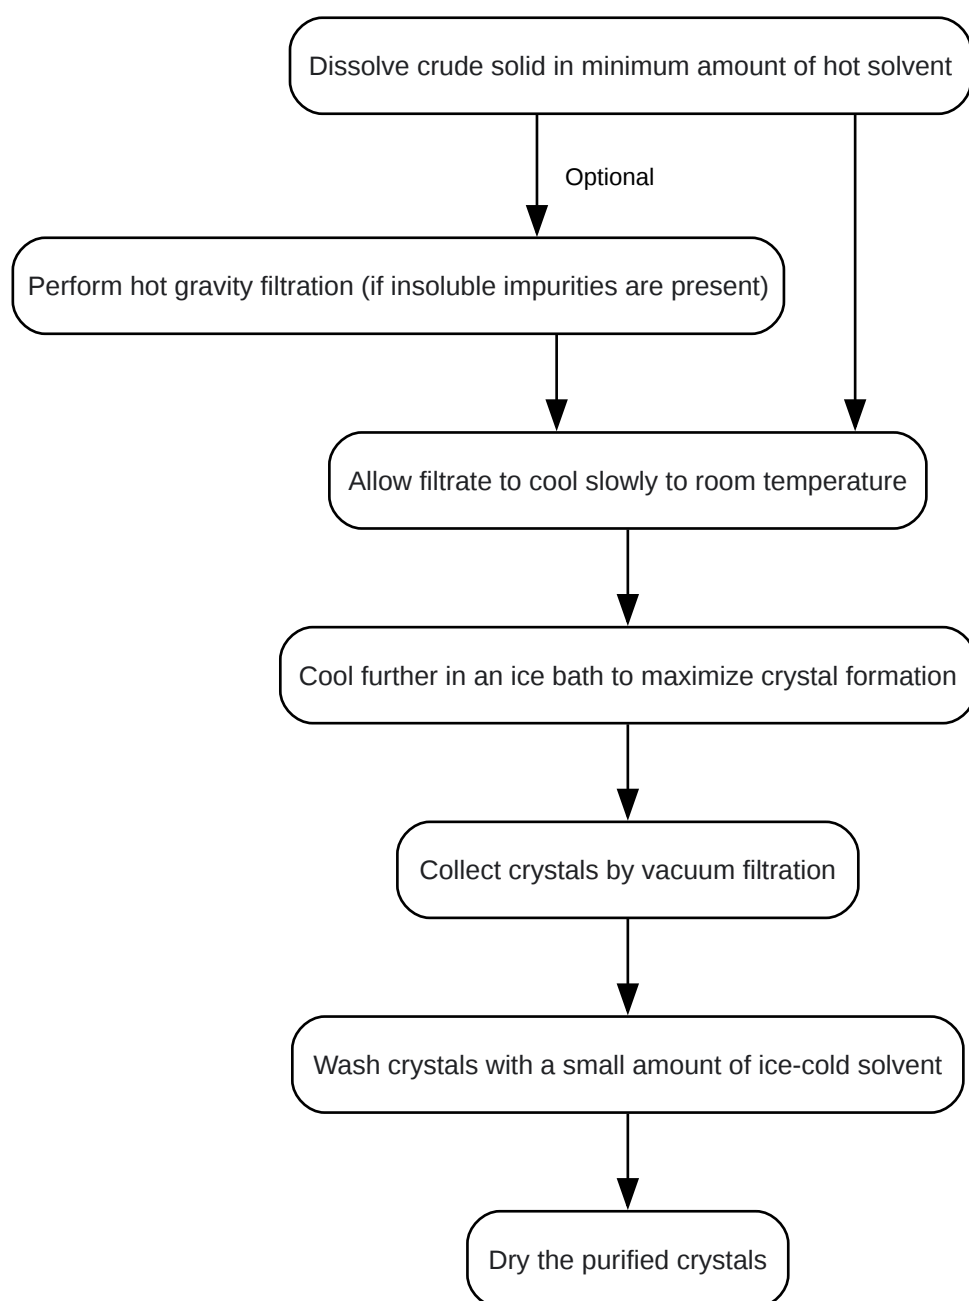 Dissolve crude solid in minimum amount of hot solvent
Optional
Perform hot gravity filtration (if insoluble impurities are present)
Allow filtrate to cool slowly to room temperature
Cool further in an ice bath to maximize crystal formation
Collect crystals by vacuum filtration
Wash crystals with a small amount of ice-cold solvent
Dry the purified crystals